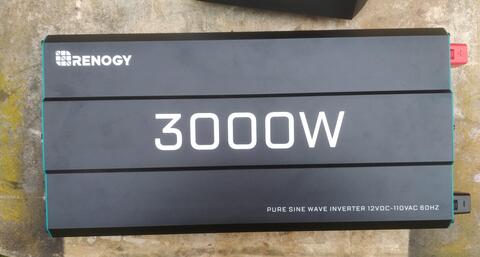 RENOGY
3000W
PURE SINE WAVE INVERTER 12VDC-110VAC 60HZ